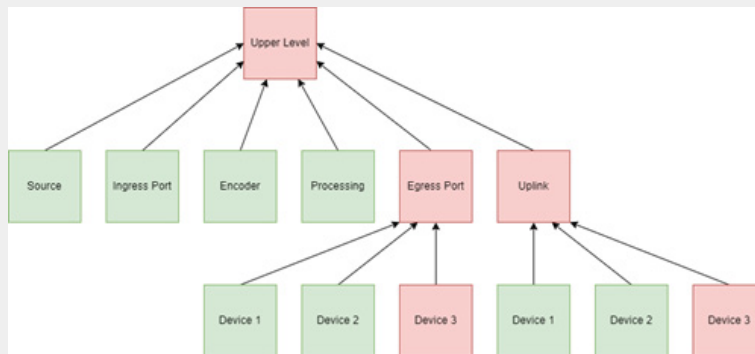 Upper Level
Source
Ingress Port
Encoder
Processing
Egress Port
Uplink
Device 1
Device 2
Device 3
Device 1
Device 2
Device 3